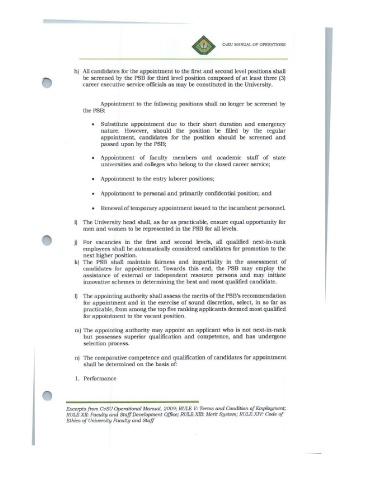 CvSU MANUAL OF OPERATIONS
h) All candidates for the appointment to the first and second level positions shall
be screened by the PSB for third level position composed of at least three (3)
career executive service officials as may be constituted in the University.
Appointment to the following positions shall no longer be screened by
the PSB:
• Substitute appointment due to their short duration and emergency
nature. However, should the position be filled by the regular
appointment, candidates for the position should be screened and
passed upon by the PSB;
• Appointment of faculty members and academic staff of state
universities and colleges who belong to the closed career service;
• Appointment to the entry laborer positions;
• Appointment to personal and primarily confidential position; and
• Renewal of temporary appointment issued to the incumbent personnel.
i) The University head shall, as far as practicable, ensure equal opportunity for
men and women to be represented in the PSB for all levels.
j) For vacancies in the first and second levels, all qualified next-in-rank
employees shall be automatically considered candidates for promotion to the
next higher position.
k) The PSB shall maintain fairness and impartiality in the assessment of
candidates for appointment. Towards this end, the PSB may employ the
assistance of external or independent resource persons and may initiate
innovative schemes in determining the best and most qualified candidate.
l) The appointing authority shall assess the merits of the PSB's recommendation
for appointment and in the exercise of sound discretion, select, in so far as
practicable, from among the top five ranking applicants deemed most qualified
for appointment to the vacant position.
m) The appointing authority may appoint an applicant who is not next-in-rank
but possesses superior qualification and competence, and has undergone
selection process.
n) The comparative competence and qualification of candidates for appointment
shall be determined on the basis of:
1. Performance
Excerpts from CvSU Operational Manual, 2009; RULE V: Terms and Condition of Employment;
RULE XII: Faculty and Staff Development Office; RULE XIII: Merit System; RULE XIV: Code of
Ethics of University Faculty and Staff